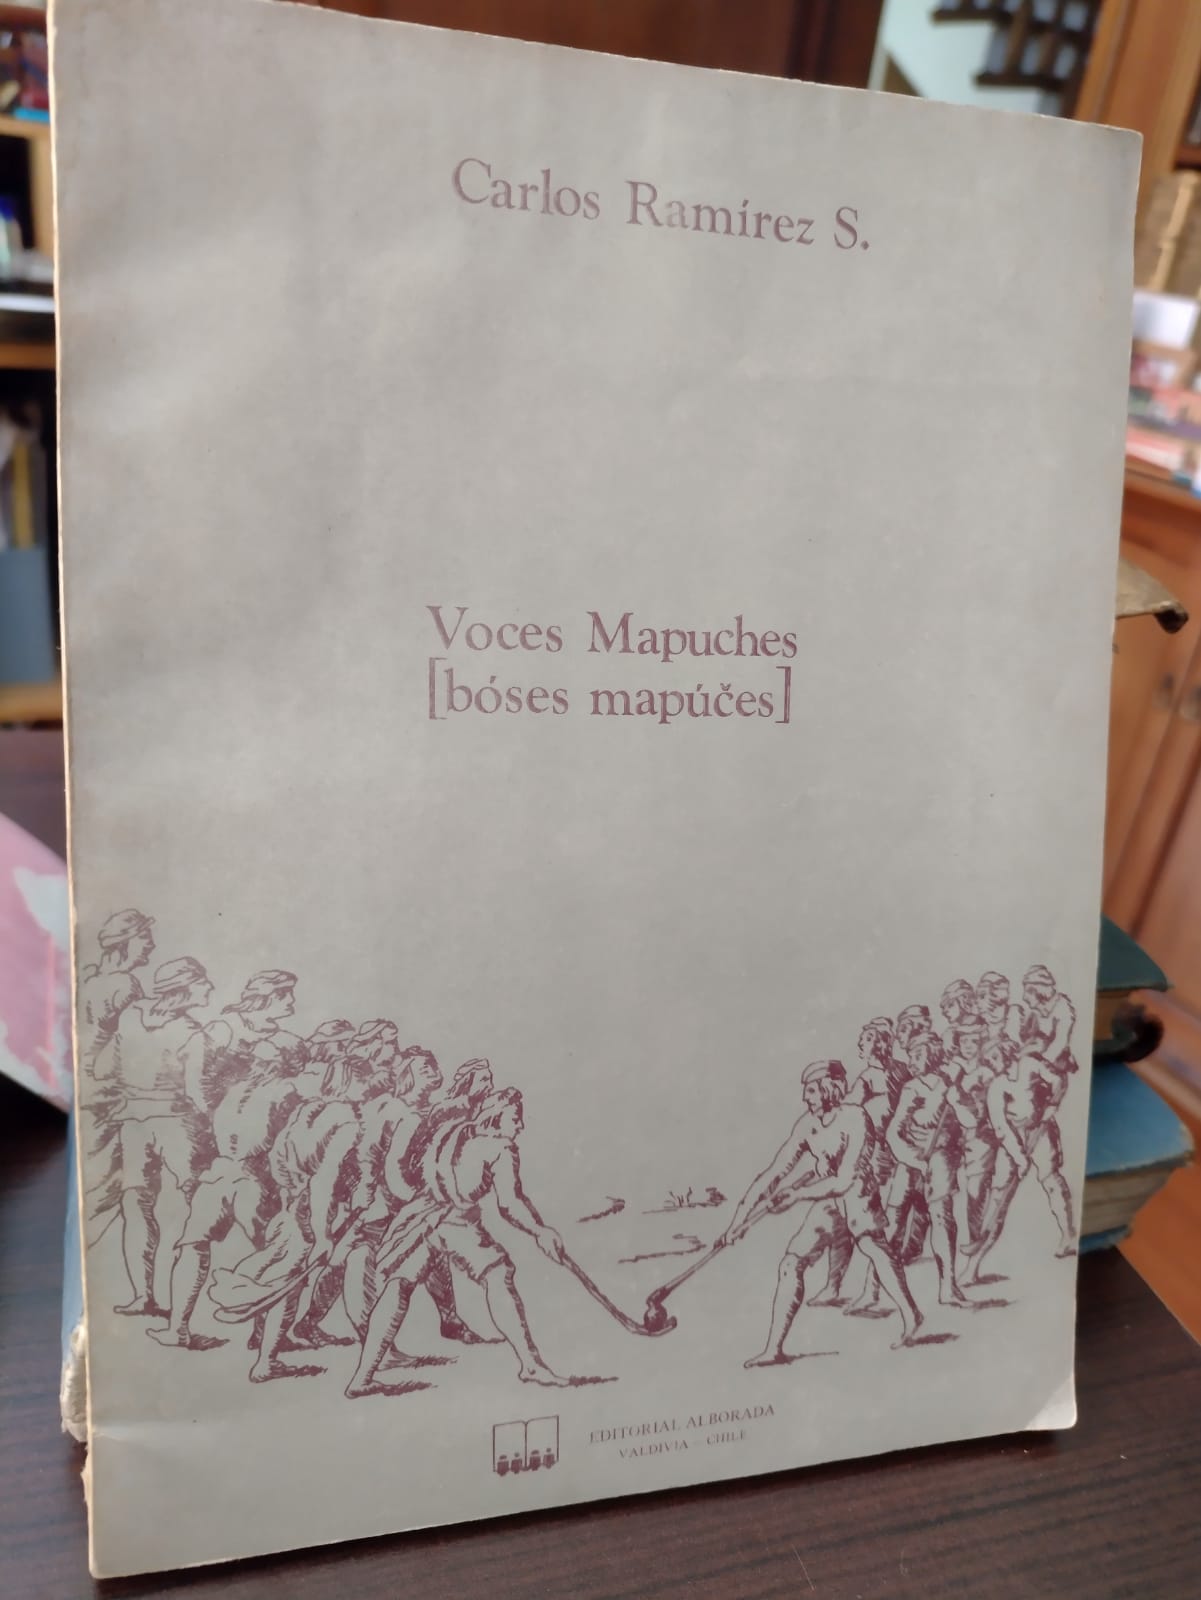 Carlos Ramírez S.
Voces Mapuches
[bóses mapúčes]
EDITORIAL ALBORADA
VALDIVIA - CHILE